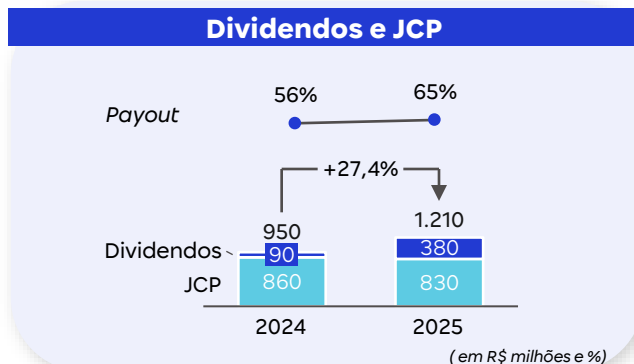 Dividendos e JCP
56% 65%
Payout
+27,4%
950 1.210
Dividendos 90 380
JCP 860 830
2024 2025
(em R$ milhões e %)